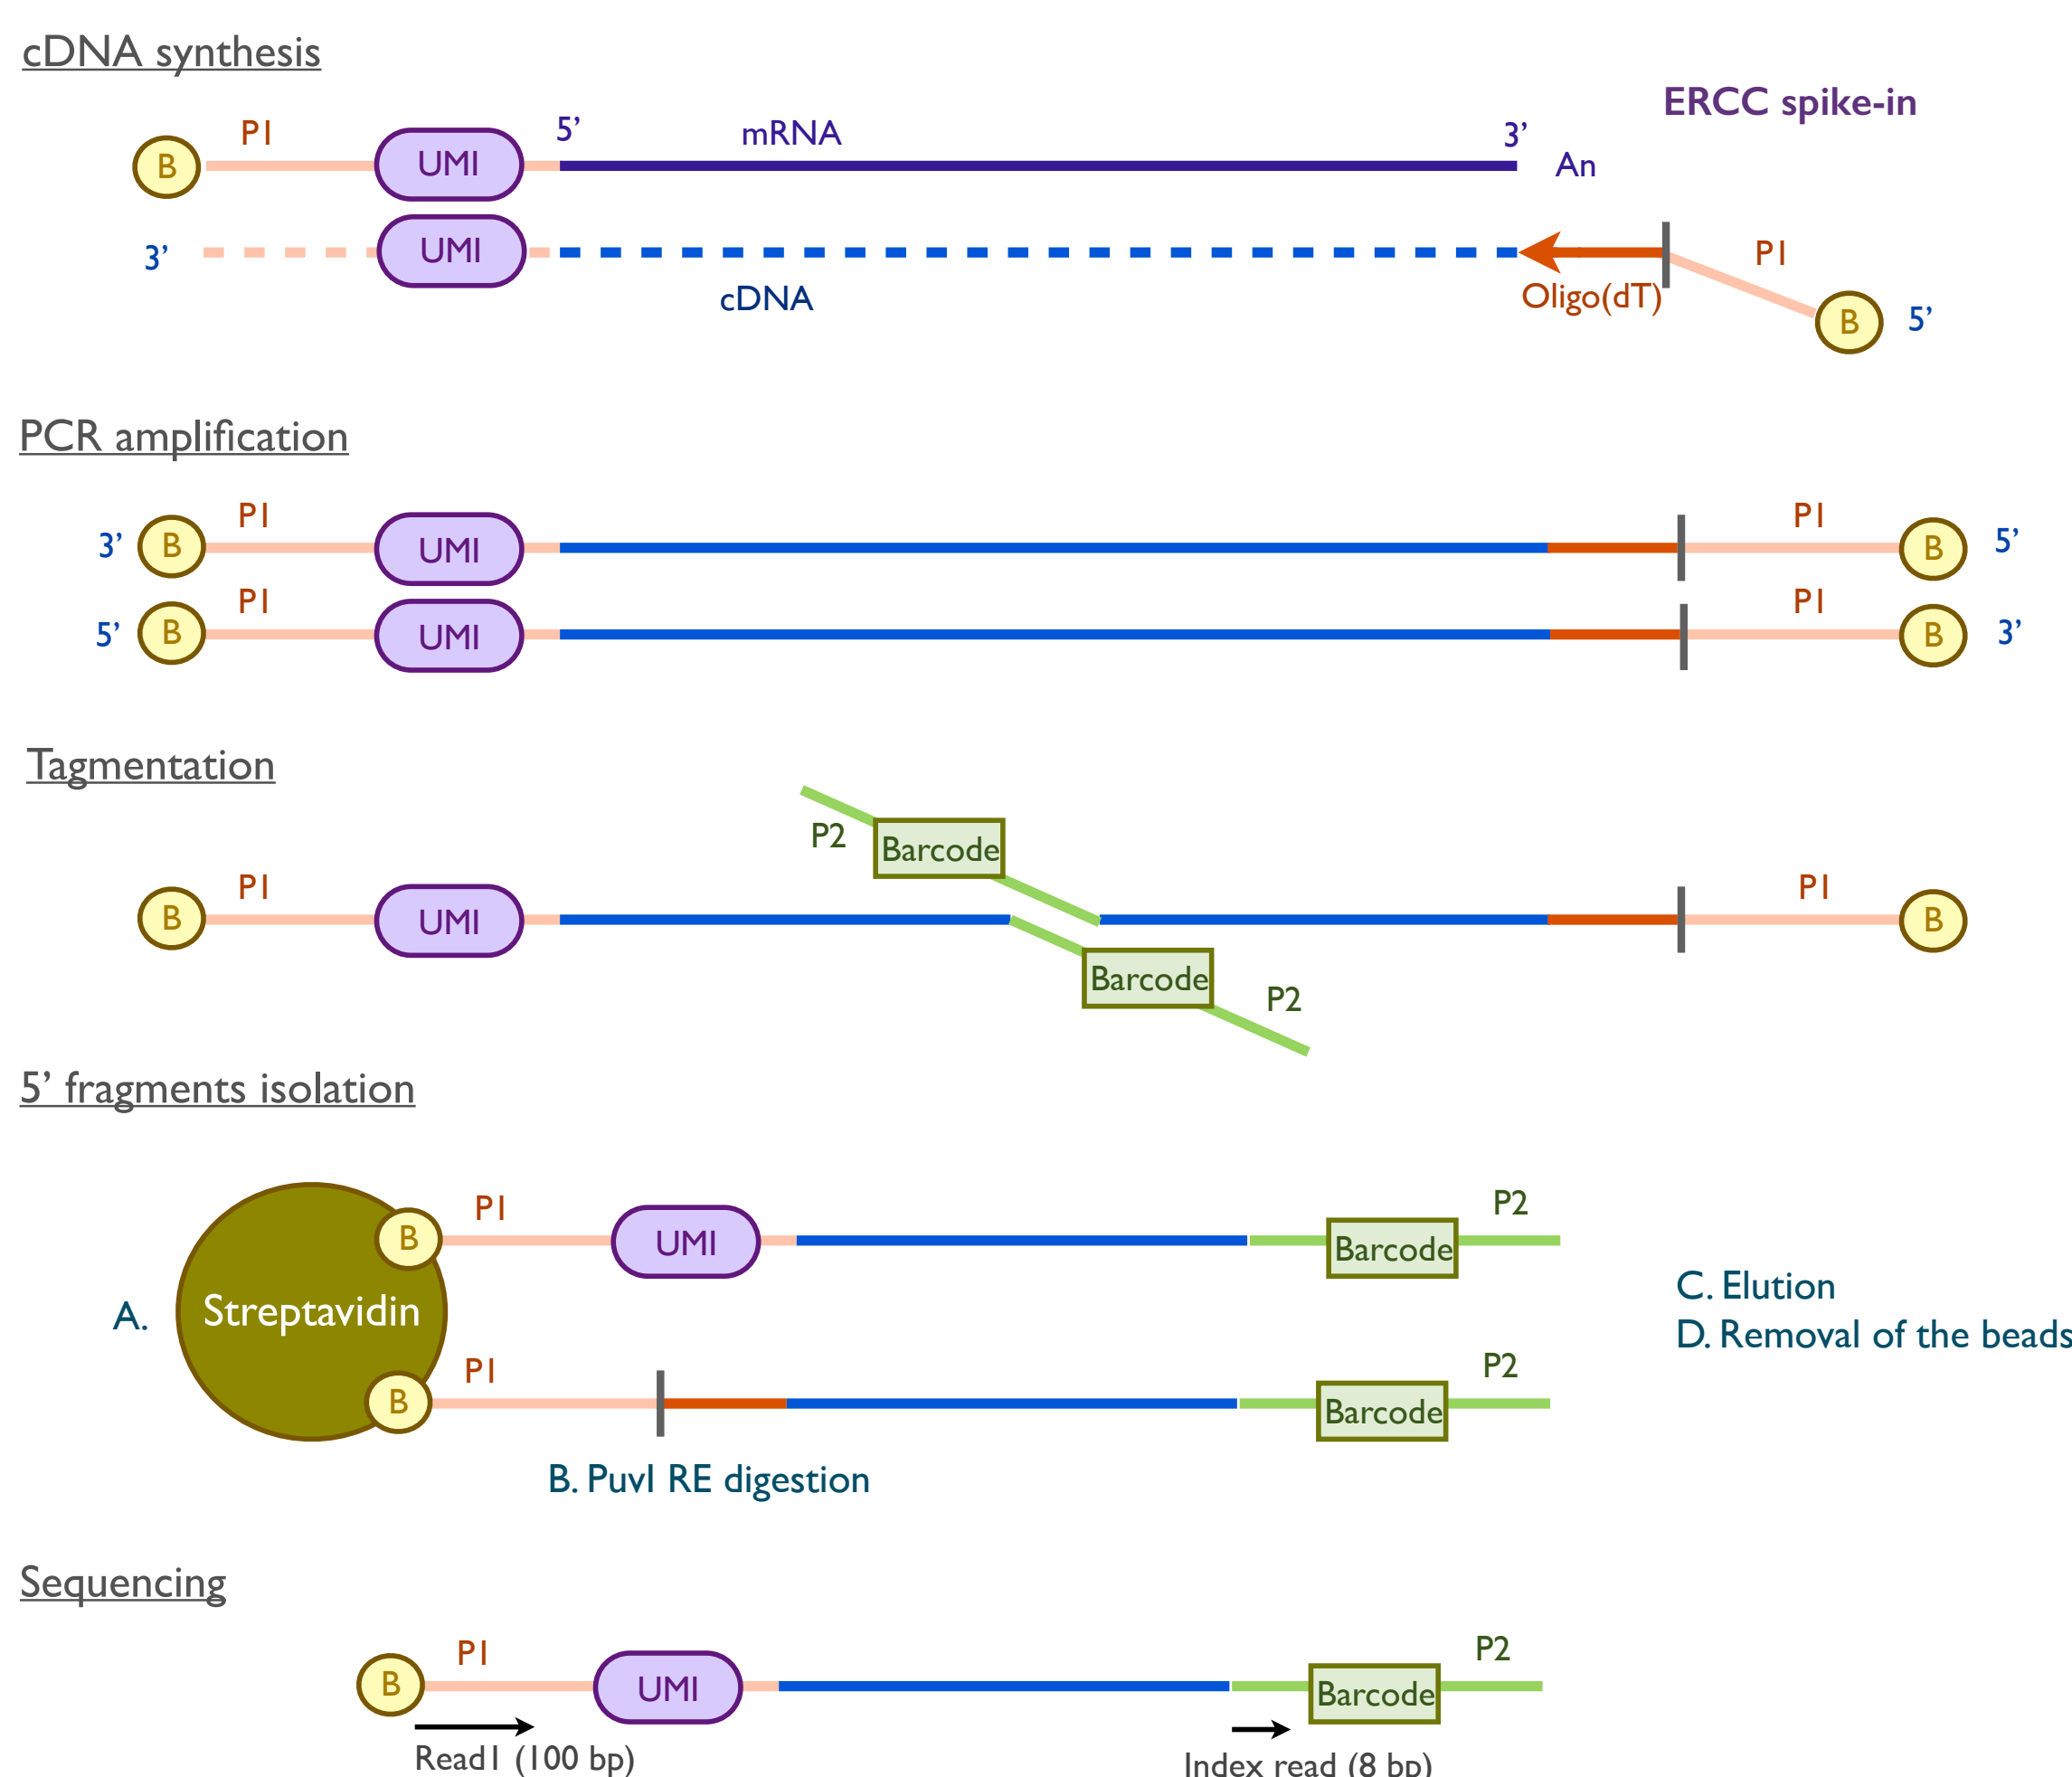 cDNA synthesis
ERCC spike-in
P1
5’
mRNA
3’
B
UMI
An
3’
UMI
P1
cDNA
Oligo(dT)
B
5’
PCR amplification
P1
P1
3’
B
UMI
B
5’
P1
P1
5’
B
UMI
B
3’
Tagmentation
P2
Barcode
P1
P1
B
UMI
B
Barcode
P2
5’ fragments isolation
P1
P2
B
UMI
Barcode
A.
Streptavidin
C. Elution
D. Removal of the beads
P1
P2
B
Barcode
B. PuvI RE digestion
Sequencing
P1
P2
B
UMI
Barcode
Read1 (100 bp)
Index read (8 bp)